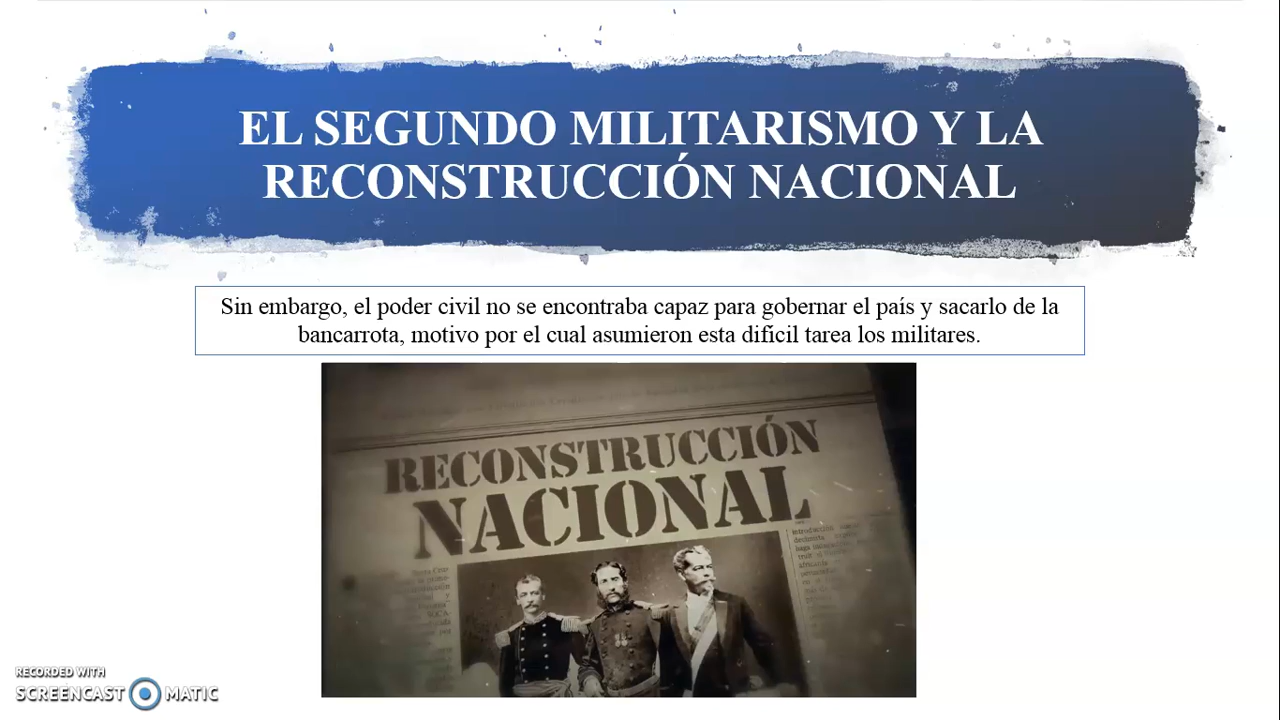 EL SEGUNDO MILITARISMO Y LA
RECONSTRUCCIÓN NACIONAL
Sin embargo, el poder civil no se encontraba capaz para gobernar el país y sacarlo de la
bancarrota, motivo por el cual asumieron esta difícil tarea los militares.
RECONSTRUCCIÓN
NACIONAL
RECORDED WITH
SCREENCAST MATIC